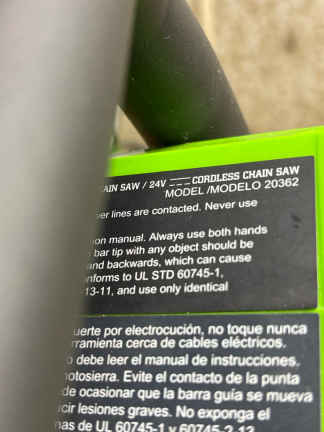 AIN SAW / 24V CORDLESS CHAIN SAW
MODEL /MODELO 20362
er lines are contacted. Never use
on manual. Always use both hands
bar tip with any object should be
and backwards, which can cause
nforms to UL STD 60745-1,
13-11, and use only identical
uerte por electrocución, no toque nunca
rramienta cerca de cables eléctricos.
o debe leer el manual de instrucciones.
otosierra. Evite el contacto de la punta
de ocasionar que la barra guía se mueva
cir lesiones graves. No exponga el
mas de UL 60745-1 y 60745-2-13